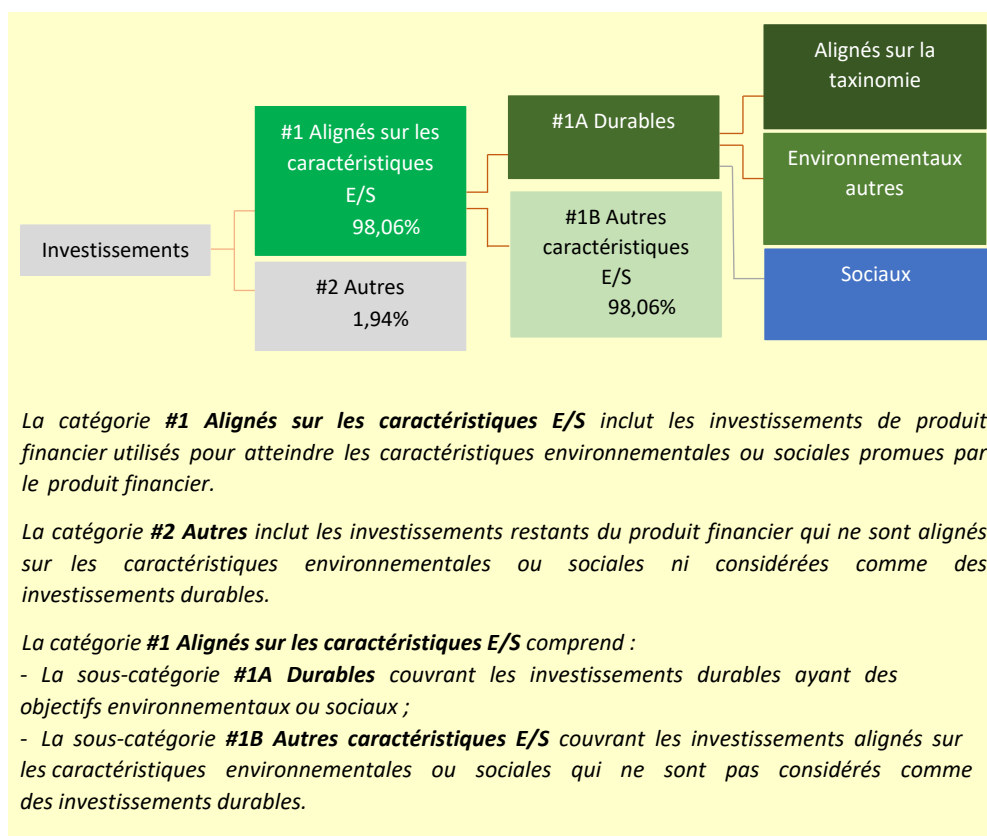 Investissements
#1 Alignés sur les
caractéristiques
E/S
98,06%
#2 Autres
1,94%
#1A Durables
#1B Autres
caractéristiques
E/S
98,06%
Alignés sur la
taxinomie
Environnementaux
autres
Sociaux
La catégorie #1 Alignés sur les caractéristiques E/S inclut les investissements de produit
financier utilisés pour atteindre les caractéristiques environnementales ou sociales promues par
le produit financier.
La catégorie #2 Autres inclut les investissements restants du produit financier qui ne sont alignés
sur les caractéristiques environnementales ou sociales ni considérées comme des
investissements durables.
La catégorie #1 Alignés sur les caractéristiques E/S comprend :
- La sous-catégorie #1A Durables couvrant les investissements durables ayant des
objectifs environnementaux ou sociaux ;
- La sous-catégorie #1B Autres caractéristiques E/S couvrant les investissements alignés sur
les caractéristiques environnementales ou sociales qui ne sont pas considérés comme
des investissements durables.